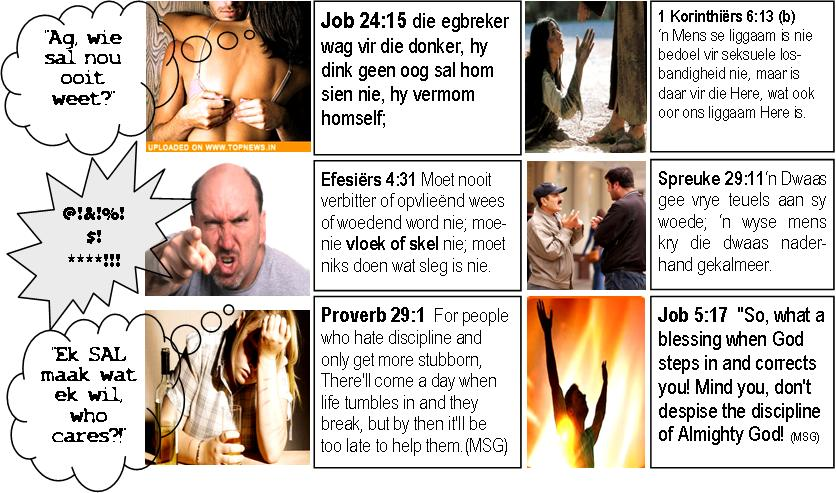 "Ag, wie
sal nou
ooit
weet?"
UPLOADED ON WWW.TOPNEWS.IN
Job 24:15 die egbreker
wag vir die donker, hy
dink geen oog sal hom
sien nie, hy vermom
homself;
1 Korinthiërs 6:13 (b)
'n Mens se liggaam is nie
bedoel vir seksuele los-
bandigheid nie, maar is
daar vir die Here, wat ook
oor ons liggaam Here is.
@!&!%!
$!
****!!!
Efesiërs 4:31 Moet nooit
verbitter of opvlieënd wees
of woedend word nie; moe-
nie vloek of skel nie; moet
niks doen wat sleg is nie.
Spreuke 29:11 'n Dwaas
gee vrye teuels aan sy
woede; 'n wyse mens
kry die dwaas nader-
hand gekalmeer.
"Ek SAL
maak wat
ek wil,
who
cares?!"
Proverb 29:1 For people
who hate discipline and
only get more stubborn,
There'll come a day when
life tumbles in and they
break, but by then it'll be
too late to help them.(MSG)
Job 5:17 "So, what a
blessing when God
steps in and corrects
you! Mind you, don't
despise the discipline
of Almighty God! (MSG)